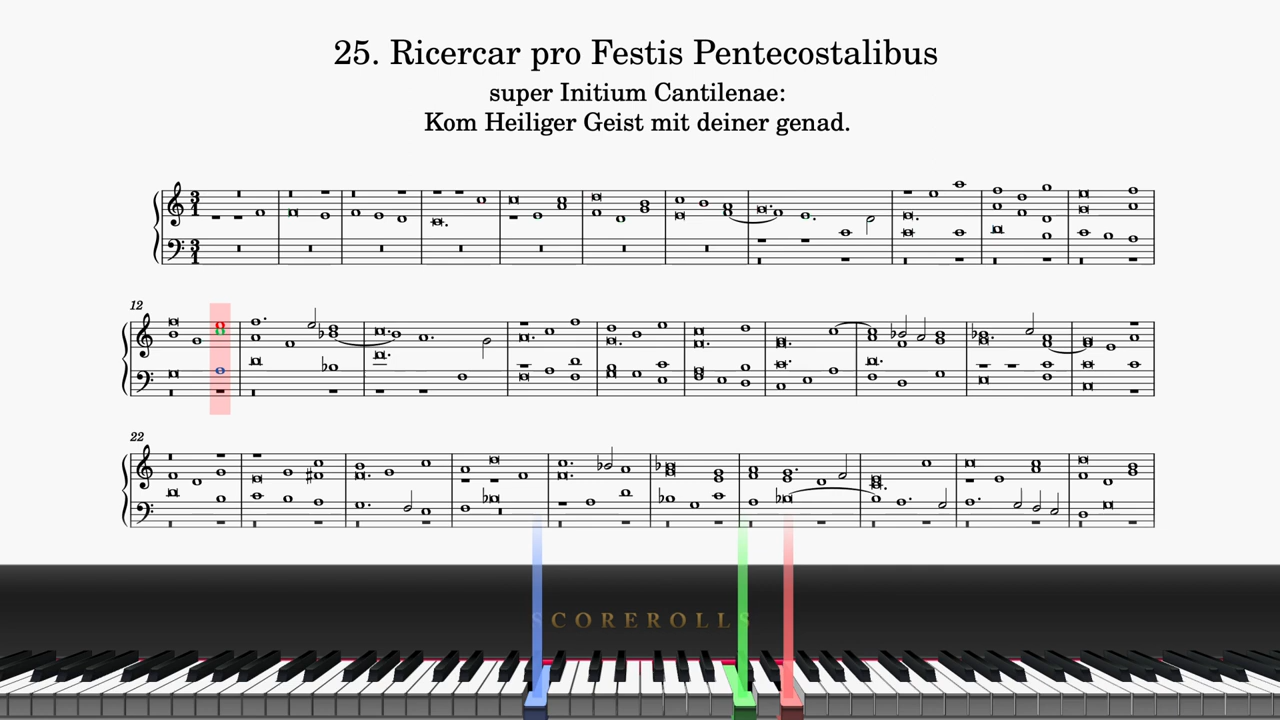 25. Ricercar pro Festis Pentecostalibus
super Initium Cantilenae:
Kom Heiliger Geist mit deiner genad.
3
1
3
1
12
22
SCOREROLLS